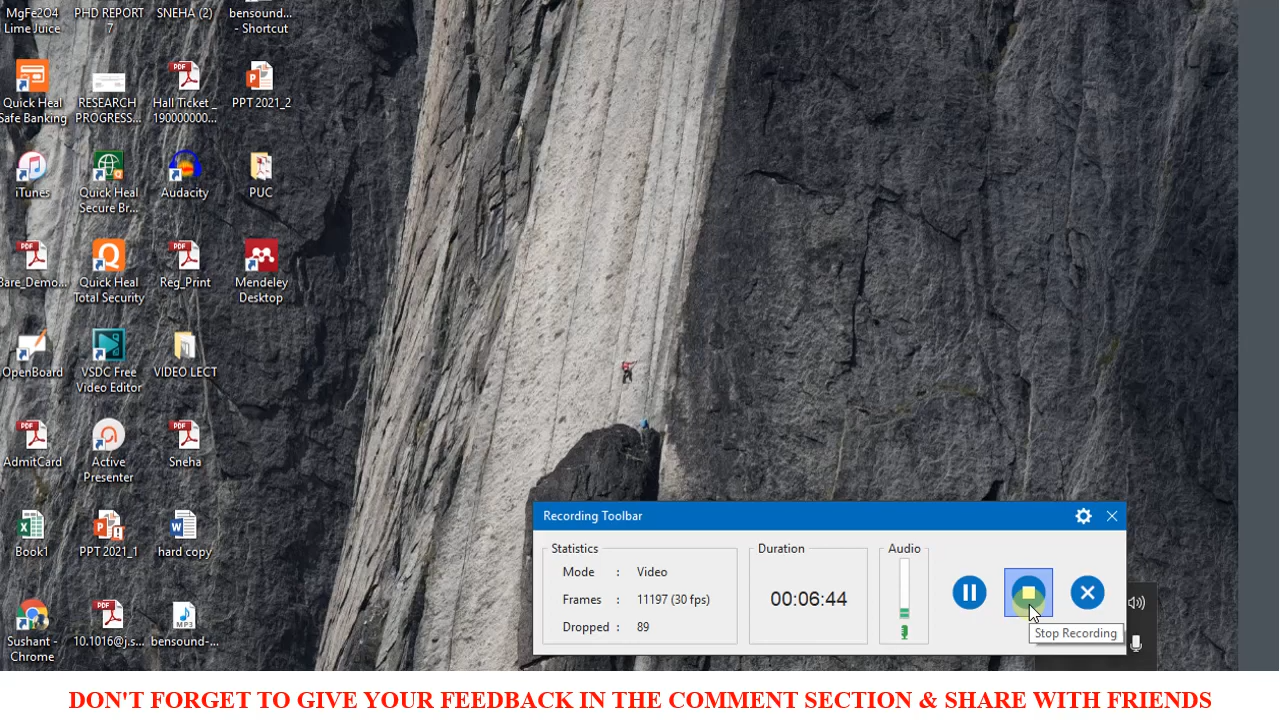 MgFe2O4
Lime Juice
PHD REPORT
7
SNEHA (2)
bensound...
- Shortcut
Quick Heal
Safe Banking
RESEARCH
PROGRESS...
Hall Ticket _
190000000...
PPT 2021_2
iTunes
Quick Heal
Secure Br...
Audacity
PUC
Bare_Demo...
Quick Heal
Total Security
Reg_Print
Mendeley
Desktop
OpenBoard
VSDC Free
Video Editor
VIDEO LECT
AdmitCard
Active
Presenter
Sneha
Book1
PPT 2021_1
hard copy
Sushant -
Chrome
10.1016@j.s...
bensound-...
Recording Toolbar
Statistics
Mode : Video
Frames : 11197 (30 fps)
Dropped : 89
Duration
00:06:44
Audio
Stop Recording
DON'T FORGET TO GIVE YOUR FEEDBACK IN THE COMMENT SECTION & SHARE WITH FRIENDS